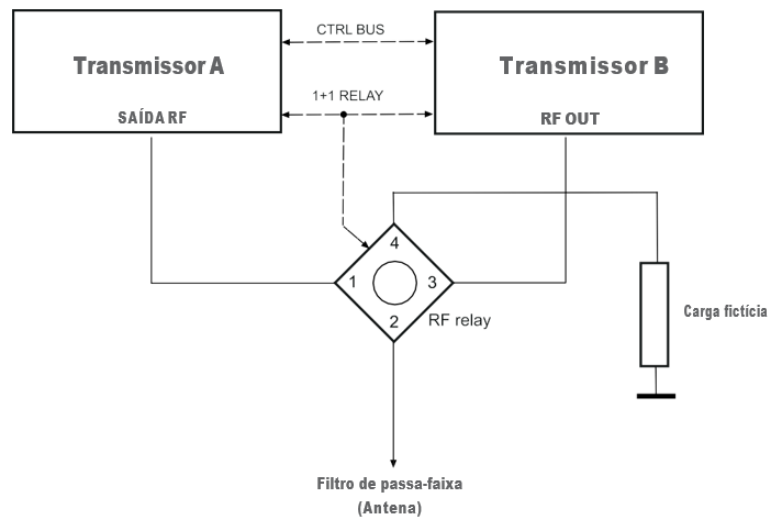 CTRL BUS
Transmissor A
Transmissor B
1+1 RELAY
SAÍDA RF
RF OUT
4
1
3
2
RF relay
Carga fictícia
Filtro de passa-faixa
(Antena)